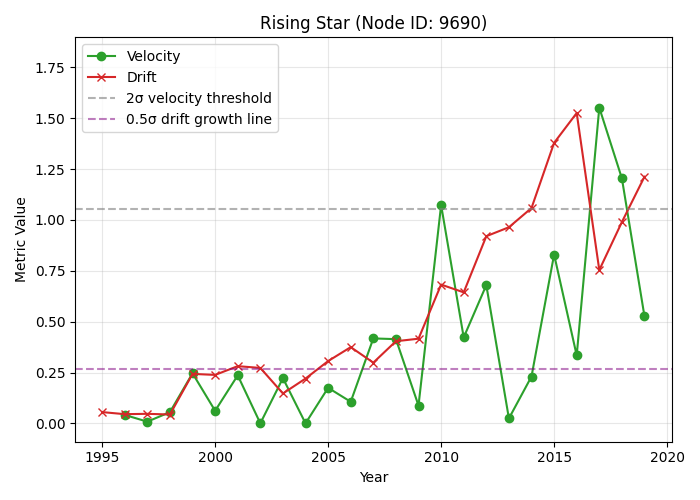 Rising Star (Node ID: 9690)
Velocity
Drift
2σ velocity threshold
0.5σ drift growth line
Metric Value
1.75
1.50
1.25
1.00
0.75
0.50
0.25
0.00
1995
2000
2005
2010
2015
2020
Year